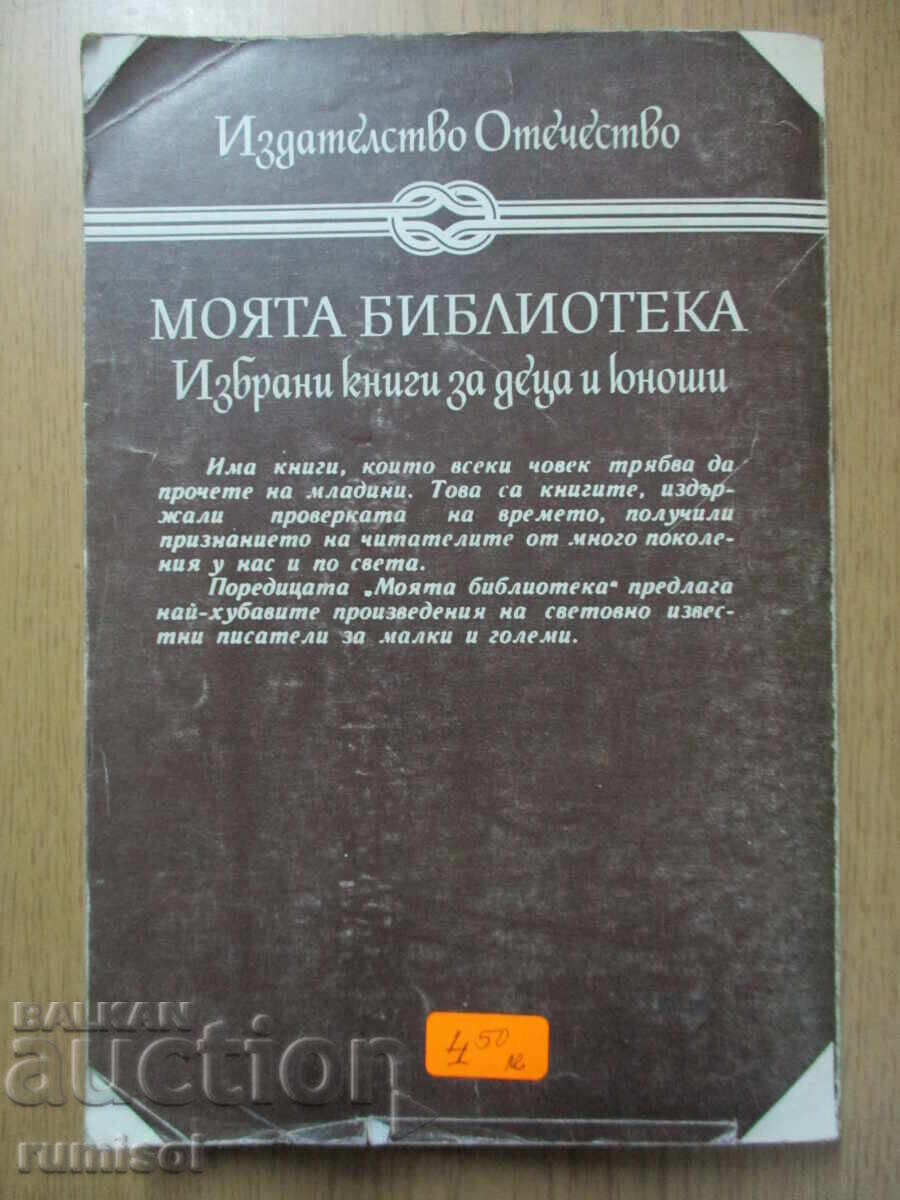 Издателство Отечество
МОЯТА БИБЛИОТЕКА
Избрани книги за деца и юноши
Има книги, които всеки човек трябва да
прочете на младини. Това са книгите, издър-
жали проверката на времето, получили
признанието на читателите от много поколе-
ния у нас и по света.
Поредицата „Моята библиотека“ предлага
най-хубавите произведения на световно извес-
тни писатели за малки и големи.
4 50 лв.
BALKAN
auction
rumisol